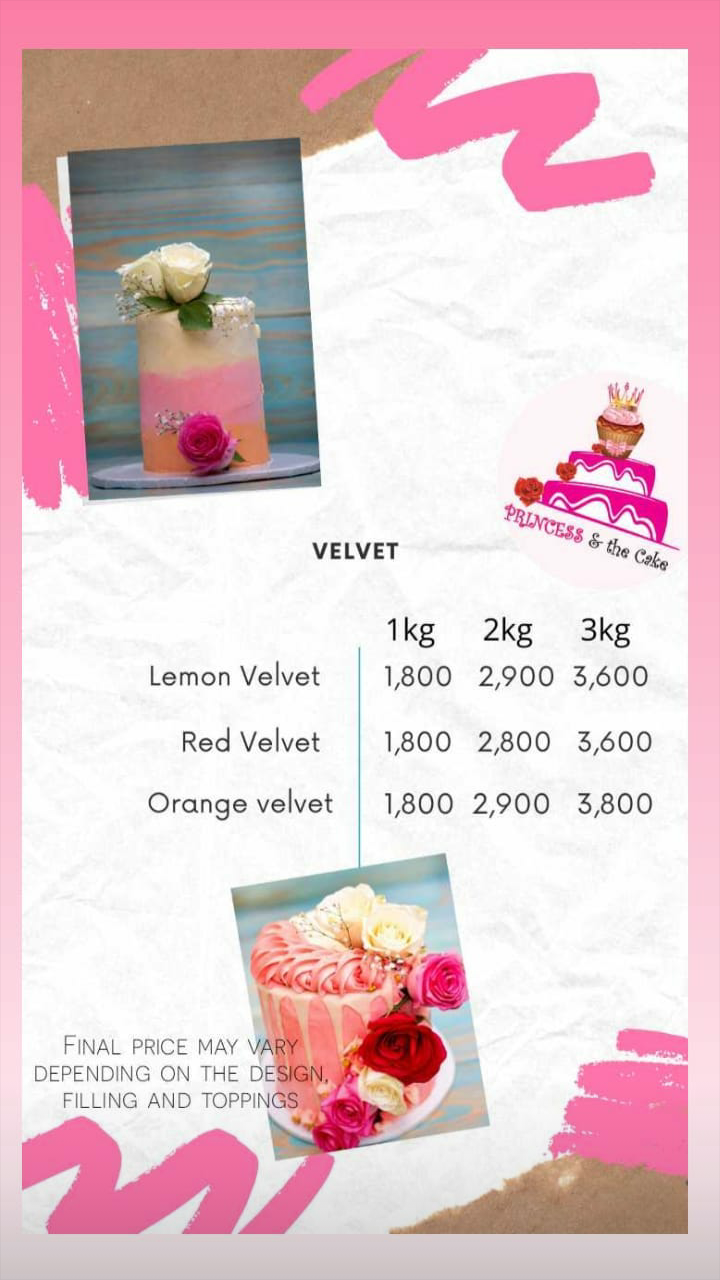 PRINCESS & the Cake
VELVET
1kg 2kg 3kg
Lemon Velvet 1,800 2,900 3,600
Red Velvet 1,800 2,800 3,600
Orange velvet 1,800 2,900 3,800
FINAL PRICE MAY VARY
DEPENDING ON THE DESIGN,
FILLING AND TOPPINGS